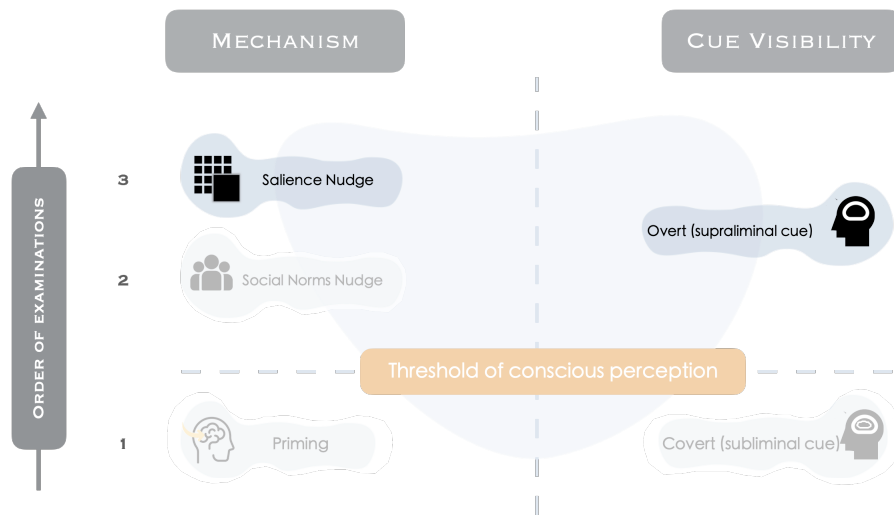 MECHANISM
CUE VISIBILITY
ORDER OF EXAMINATIONS
3
Salience Nudge
Overt (supraliminal cue)
2
Social Norms Nudge
Threshold of conscious perception
1
Priming
Covert (subliminal cue)